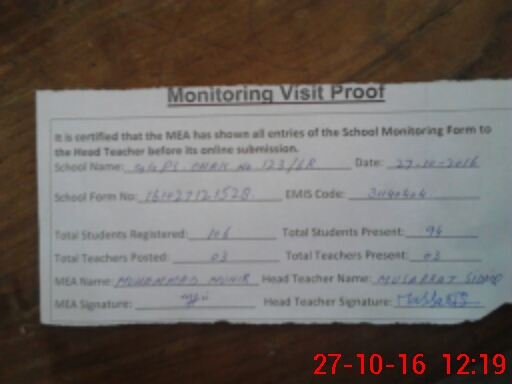 Monitoring Visit Proof
It is certified that the MEA has shown all entries of the School Monitoring Form to
the Head Teacher before its online submission.
School Name: No 123/6R Date: 27-10-2016
School Form No: EMIS Code:
Total Students Registered: 106 Total Students Present: 94
Total Teachers Posted: 03 Total Teachers Present: 03
MEA Name: MUHAMMAD MUNIR Head Teacher Name: MUSARRAT
MEA Signature: Head Teacher Signature:
27-10-16 12:19